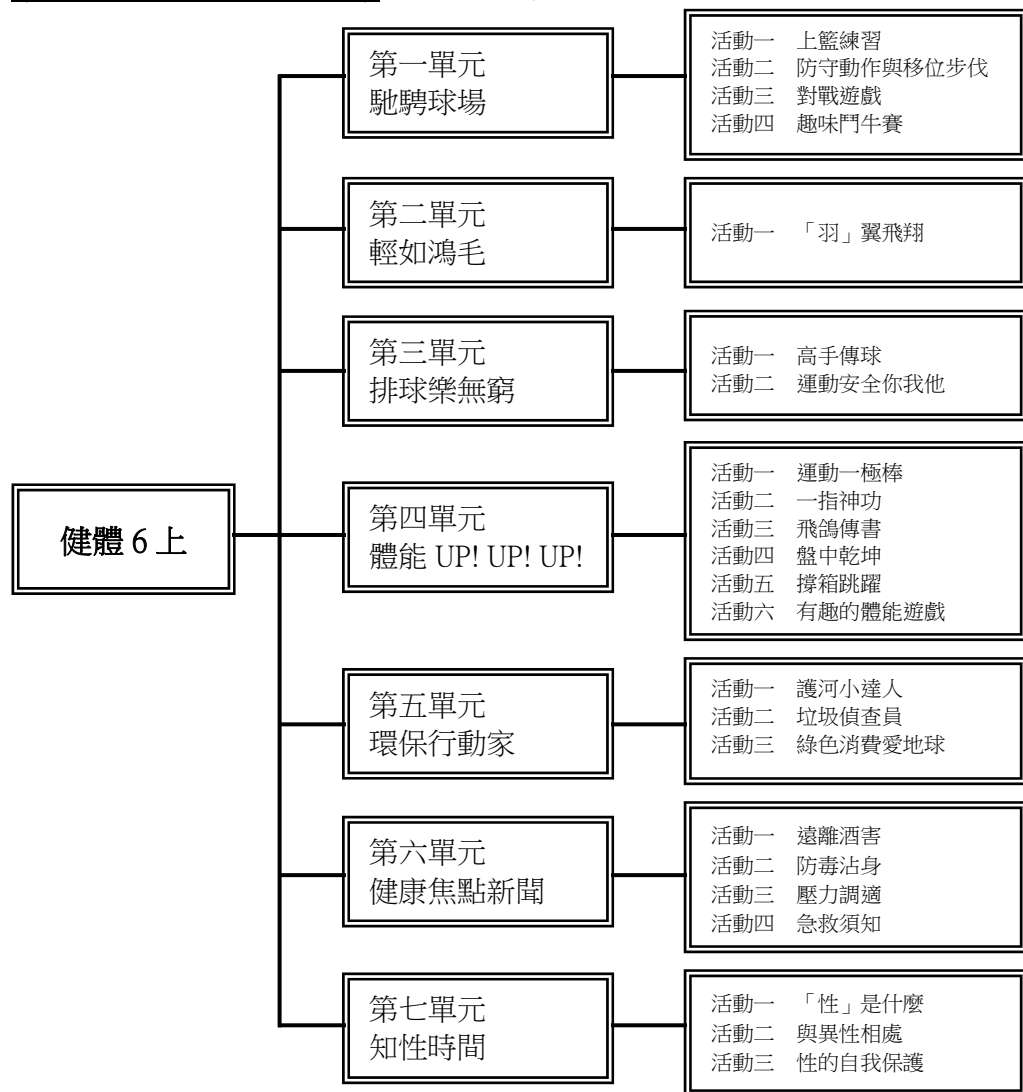 第一單元
馳騁球場
活動一　上籃練習
活動二　防守動作與移位步伐
活動三　對戰遊戲
活動四　趣味鬥牛賽
第二單元
輕如鴻毛
活動一　「羽」翼飛翔
第三單元
排球樂無窮
活動一　高手傳球
活動二　運動安全你我他
健體 6 上
第四單元
體能 UP! UP! UP!
活動一　運動一極棒
活動二　一指神功
活動三　飛鴿傳書
活動四　盤中乾坤
活動五　撐箱跳躍
活動六　有趣的體能遊戲
第五單元
環保行動家
活動一　護河小達人
活動二　垃圾偵查員
活動三　綠色消費愛地球
第六單元
健康焦點新聞
活動一　遠離酒害
活動二　防毒沾身
活動三　壓力調適
活動四　急救須知
第七單元
知性時間
活動一　「性」是什麼
活動二　與異性相處
活動三　性的自我保護